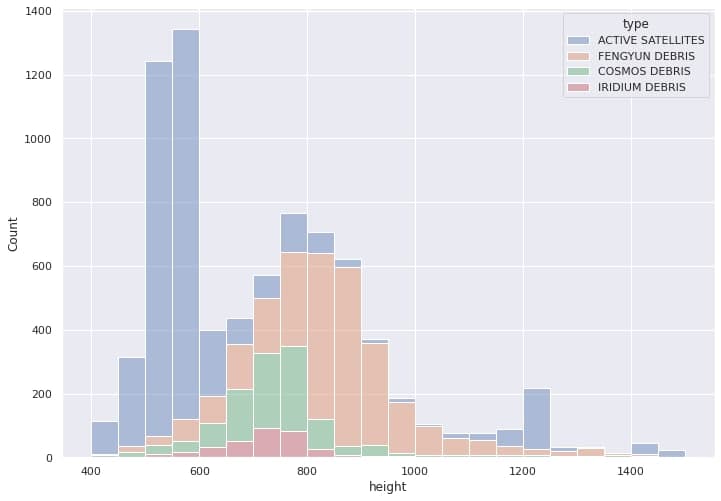 type
ACTIVE SATELLITES
FENGYUN DEBRIS
COSMOS DEBRIS
IRIDIUM DEBRIS
Count
1400
1200
1000
800
600
400
200
0
400 600 800 1000 1200 1400
height